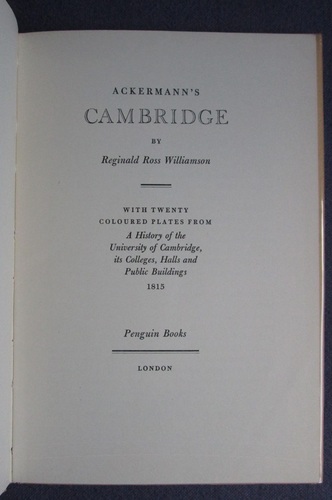 ACKERMANN'S
CAMBRIDGE
BY
Reginald Ross Williamson
WITH TWENTY
COLOURED PLATES FROM
A History of the
University of Cambridge,
its Colleges, Halls and
Public Buildings
1815
Penguin Books
LONDON